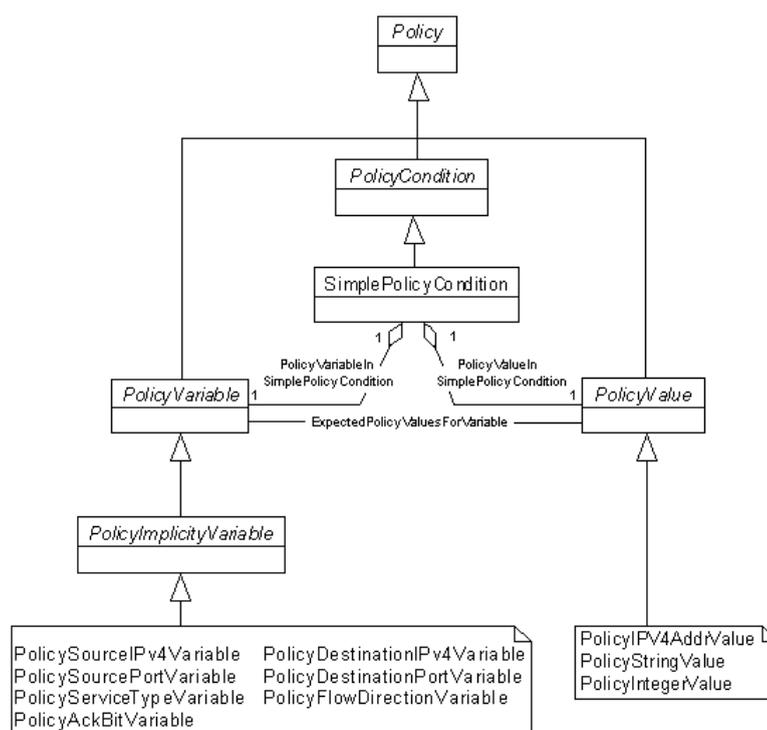 Policy
PolicyCondition
SimplePolicyCondition
1 1
PolicyVariableIn
SimplePolicyCondition
PolicyValueIn
SimplePolicyCondition
PolicyVariable
1
1
PolicyValue
ExpectedPolicyValuesForVariable
PolicyImplicityVariable
PolicySourceIPv4Variable PolicyDestinationIPv4Variable
PolicySourcePortVariable PolicyDestinationPortVariable
PolicyServiceTypeVariable PolicyFlowDirectionVariable
PolicyAckBitVariable
PolicyIPV4AddrValue
PolicyStringValue
PolicyIntegerValue